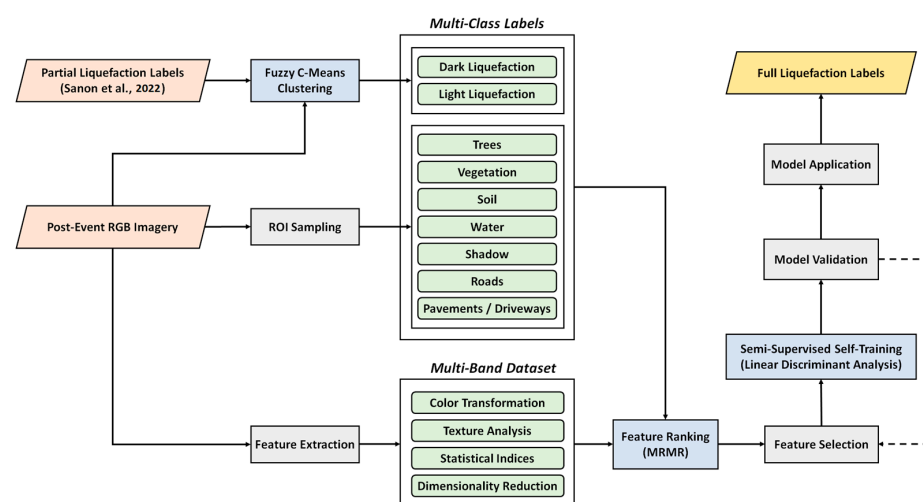 Multi-Class Labels
Partial Liquefaction Labels
(Sanon et al., 2022)
Fuzzy C-Means
Clustering
Dark Liquefaction
Light Liquefaction
Full Liquefaction Labels
Trees
Vegetation
Soil
Water
Shadow
Roads
Pavements / Driveways
Model Application
Post-Event RGB Imagery
ROI Sampling
Model Validation
Semi-Supervised Self-Training
(Linear Discriminant Analysis)
Multi-Band Dataset
Color Transformation
Texture Analysis
Statistical Indices
Dimensionality Reduction
Feature Extraction
Feature Ranking
(MRMR)
Feature Selection